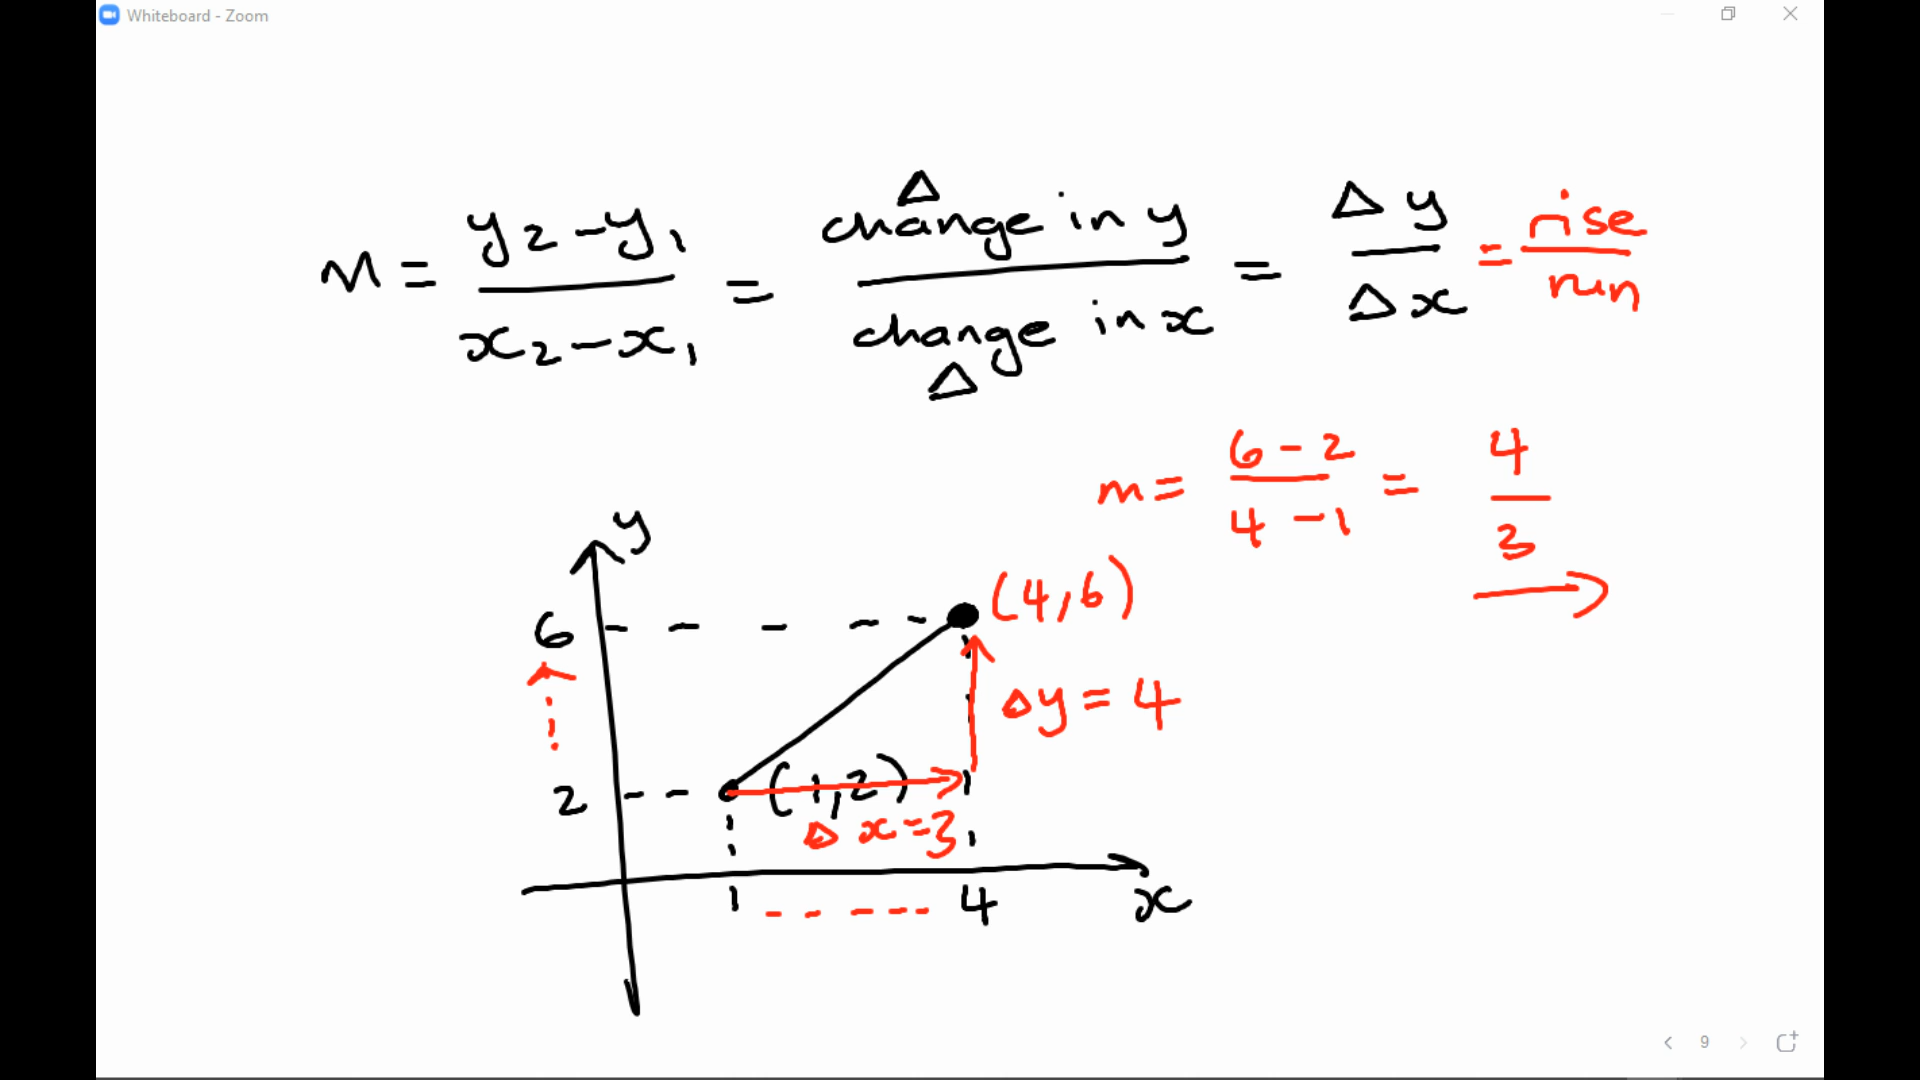 Whiteboard - Zoom
m = y₂-y₁ / x₂-x₁ = Δ change in y / change in x Δ = Δy / Δx = rise / run
m = 6-2 / 4-1 = 4 / 3
y
6
(4,6)
Δy = 4
2
(1,2)
Δx=3
1
4
x
9